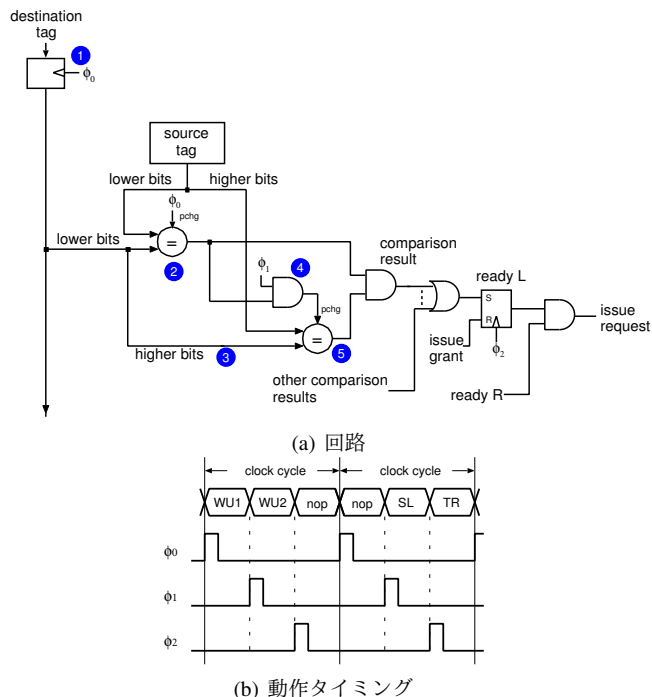 destination
tag
1
ϕ0
source
tag
lower bits
higher bits
ϕ0
pchg
lower bits
=
2
ϕ1
4
pchg
higher bits
3
=
5
comparison
result
ready L
S
R
ϕ2
issue
grant
other comparison
results
ready R
issue
request
(a) 回路
clock cycle
clock cycle
WU1
WU2
nop
nop
SL
TR
ϕ0
ϕ1
ϕ2
(b) 動作タイミング